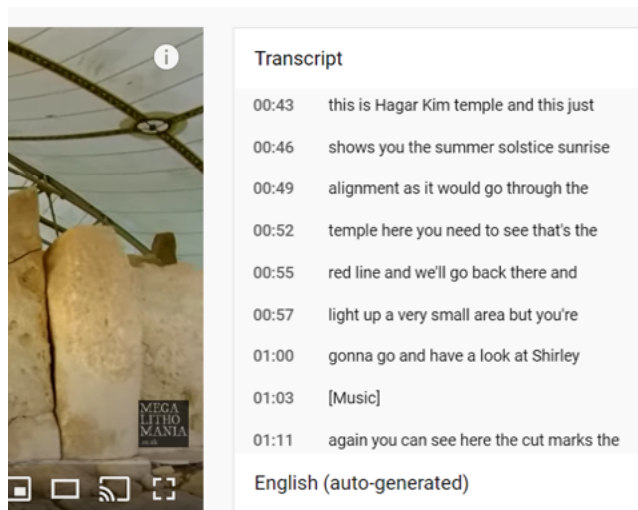 Transcript
00:43 this is Hagar Kim temple and this just
00:46 shows you the summer solstice sunrise
00:49 alignment as it would go through the
00:52 temple here you need to see that's the
00:55 red line and we'll go back there and
00:57 light up a very small area but you're
01:00 gonna go and have a look at Shirley
01:03 [Music]
01:11 again you can see here the cut marks the
English (auto-generated)
MEGA
LITHO
MANIA